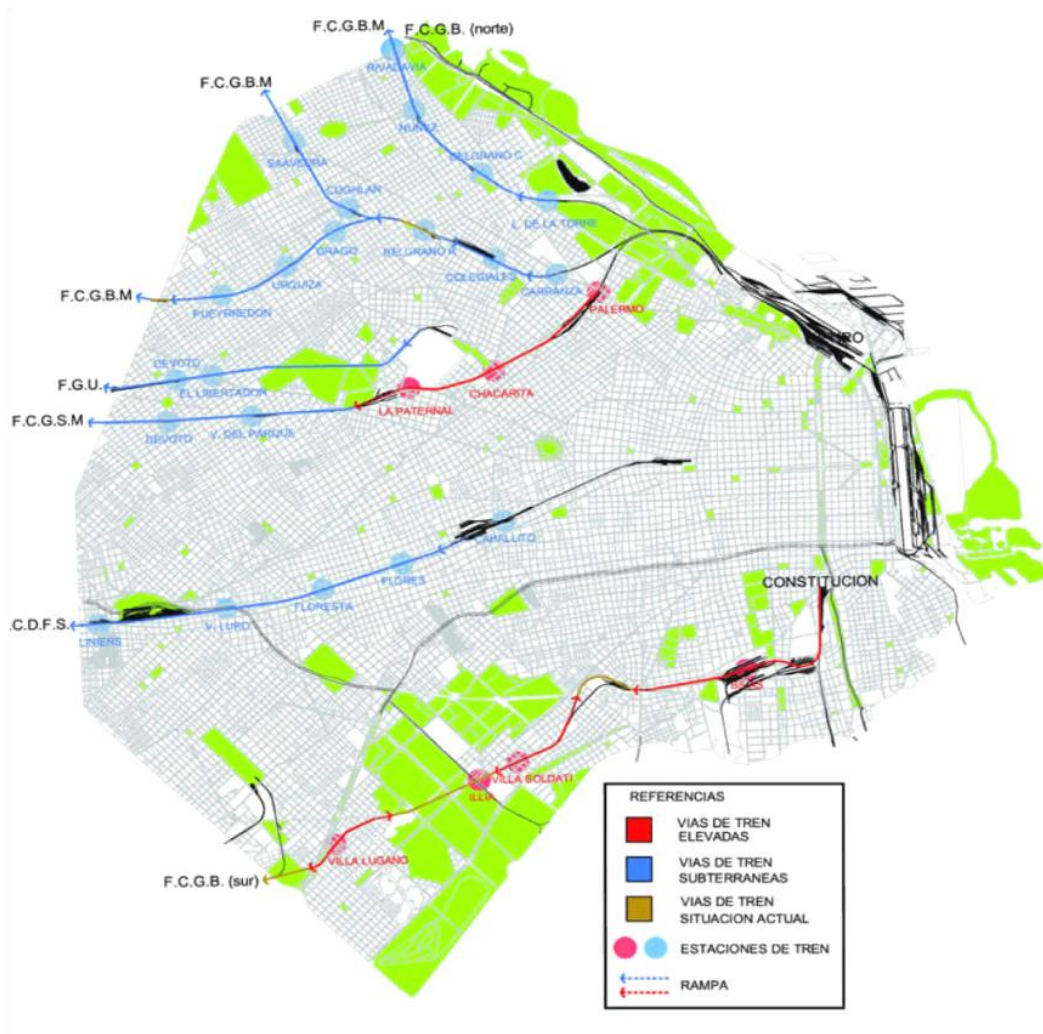 F.C.G.B.M
F.C.G.B. (norte)
RIVADAVIA
F.C.G.B.M
NUÑEZ
SAAVEDRA
BELGRANO C
COGHLAN
L. DE LA TORRE
DRAGO
BELGRANO R
COLEGIALES
URQUIZA
CARRANZA
F.C.G.B.M
PUEYRREDON
PALERMO
DEVOTO
F.G.U.
EL LIBERTADOR
CHACARITA
LA PATERNAL
F.C.G.S.M
DEVOTO
V. DEL PARQUE
CABALLITO
FLORES
CONSTITUCION
FLORESTA
.C.D.F.S.
V. LURO
LINIERS
VILLA SOLDATI
ILLIA
VILLA LUGANO
F.C.G.B. (sur)
REFERENCIAS
VIAS DE TREN
ELEVADAS
VIAS DE TREN
SUBTERRANEAS
VIAS DE TREN
SITUACION ACTUAL
ESTACIONES DE TREN
RAMPA